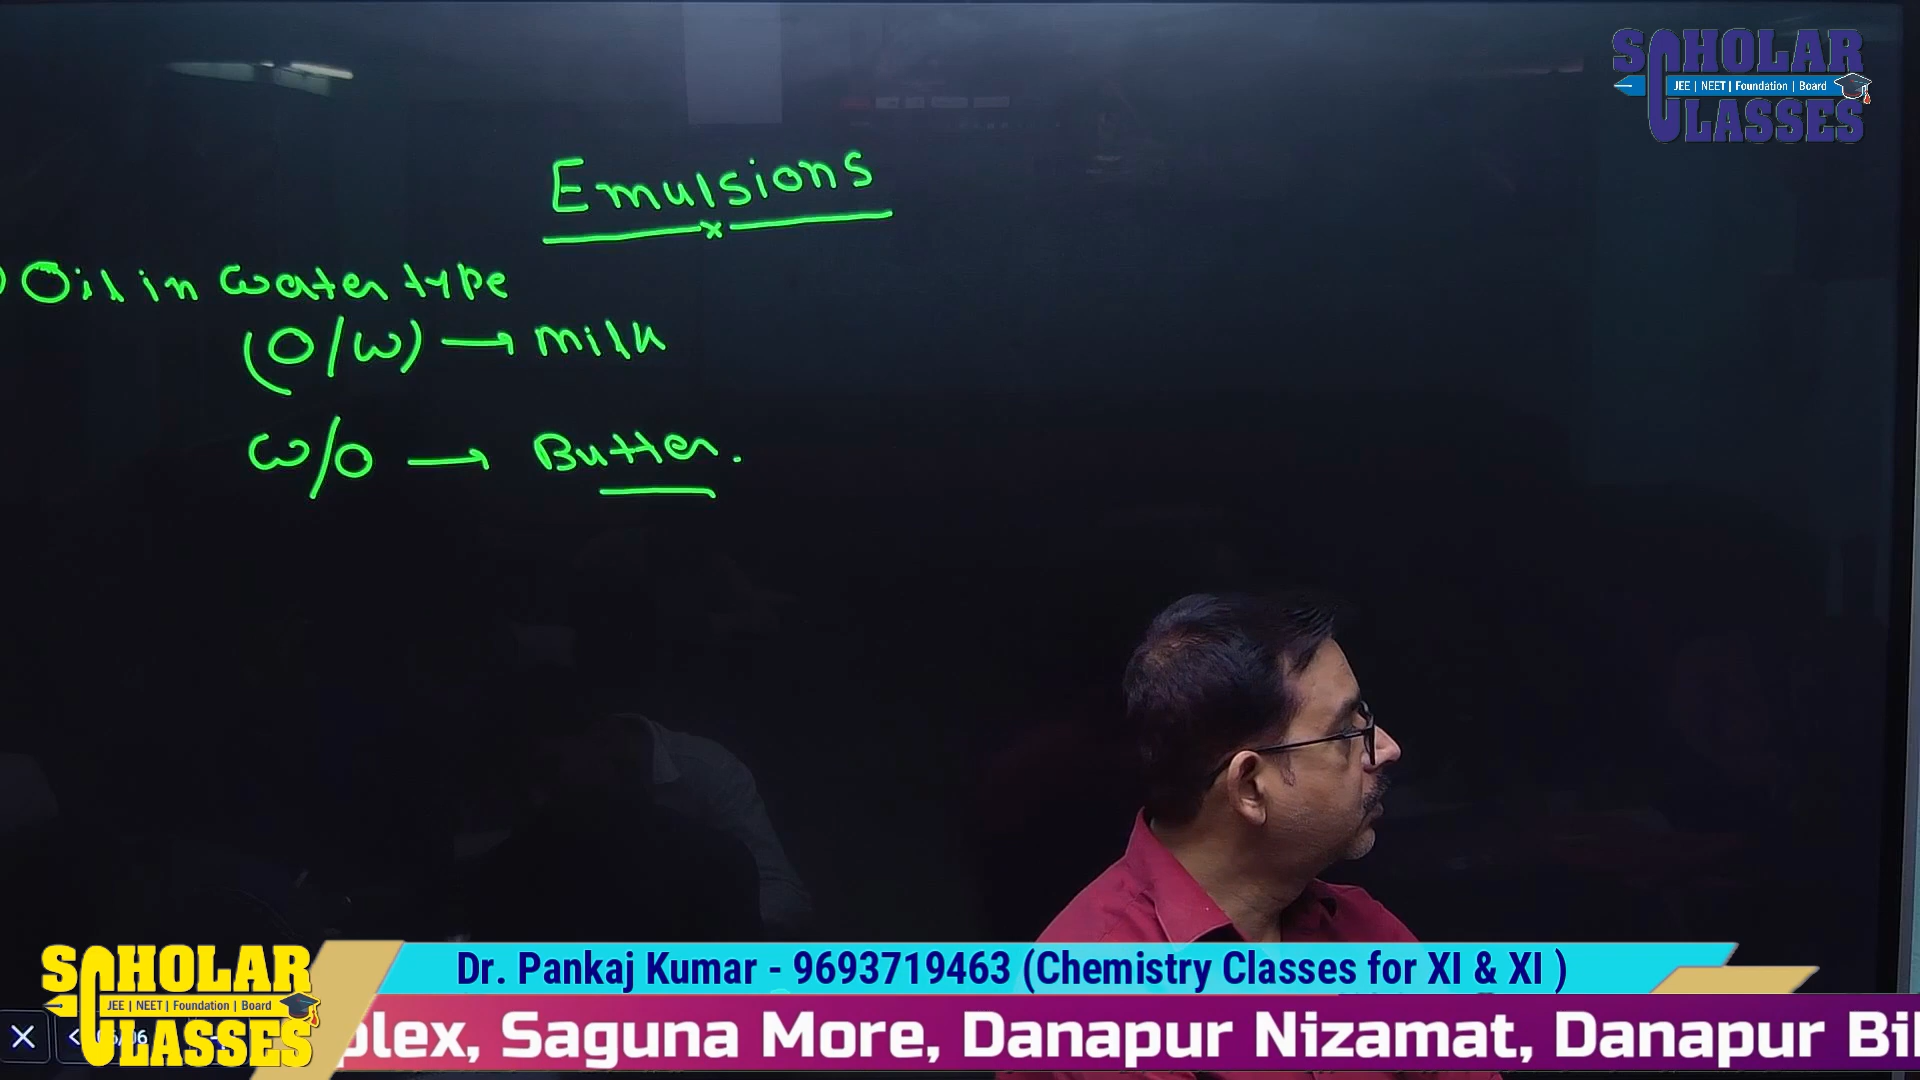 SCHOLAR
JEE | NEET | Foundation | Board
CLASSES
Emulsions
) Oil in water type
(O/W) → Milk
W/O → Butter.
SCHOLAR
JEE | NEET | Foundation | Board
CLASSES
Dr. Pankaj Kumar - 9693719463 (Chemistry Classes for XI & XI )
plex, Saguna More, Danapur Nizamat, Danapur Bi